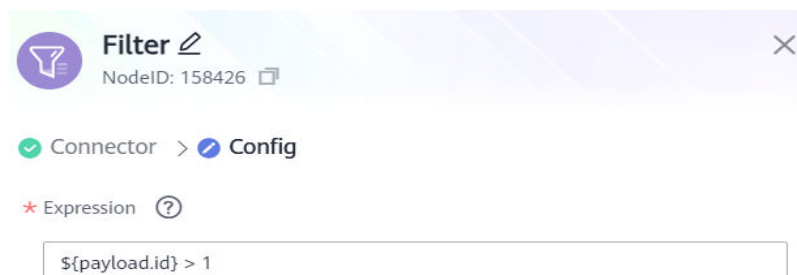 Filter
NodeID: 158426
Connector > Config
* Expression ?
${payload.id} > 1